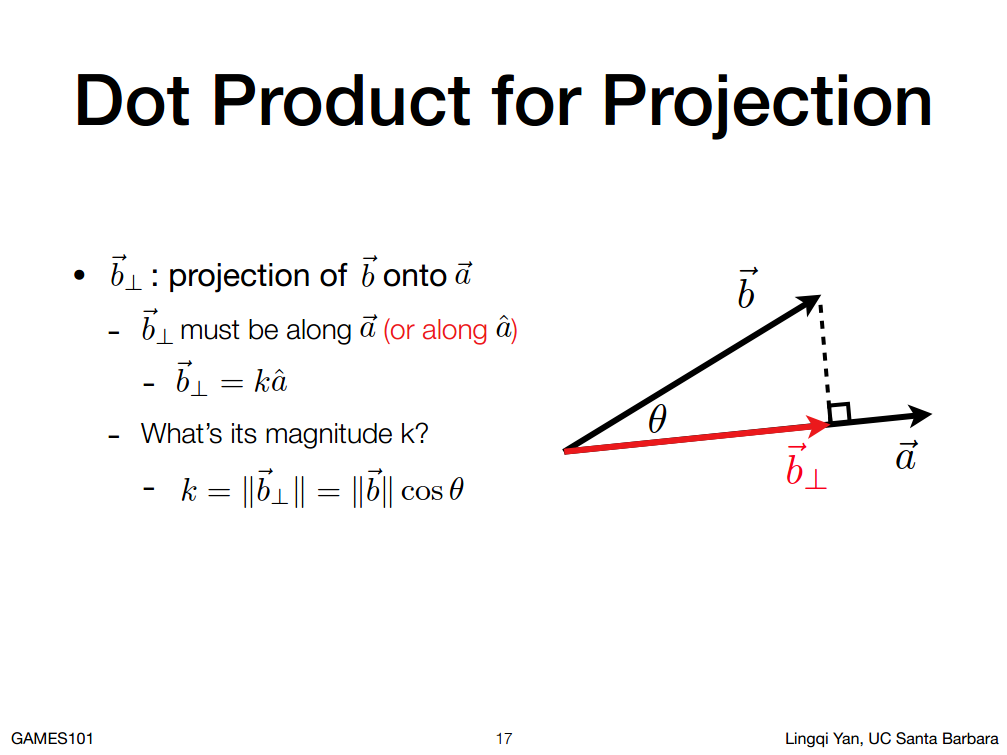 Dot Product for Projection
• $\vec{b}_\perp$ : projection of $\vec{b}$ onto $\vec{a}$
- $\vec{b}_\perp$ must be along $\vec{a}$ (or along $\hat{a}$)
- $\vec{b}_\perp = k\hat{a}$
- What's its magnitude k?
- $k = \|\vec{b}_\perp\| = \|\vec{b}\| \cos\theta$
$\vec{b}$
$\theta$
$\vec{b}_\perp$
$\vec{a}$
GAMES101
17
Lingqi Yan, UC Santa Barbara